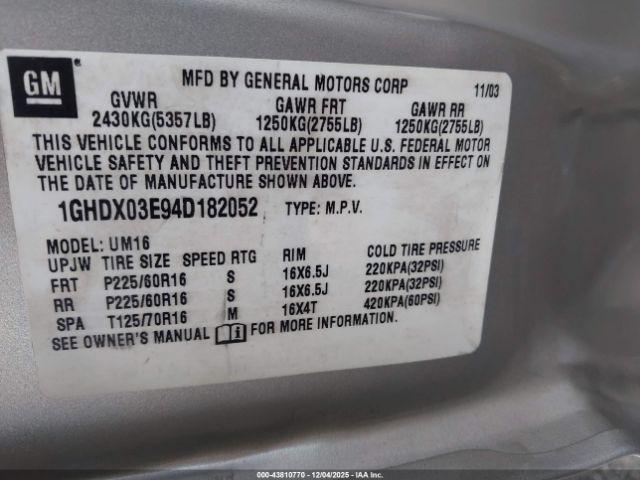 GM
MFD BY GENERAL MOTORS CORP 11/03
GVWR GAWR FRT GAWR RR
2430KG(5357LB) 1250KG(2755LB) 1250KG(2755LB)
THIS VEHICLE CONFORMS TO ALL APPLICABLE U.S. FEDERAL MOTOR
VEHICLE SAFETY AND THEFT PREVENTION STANDARDS IN EFFECT ON
THE DATE OF MANUFACTURE SHOWN ABOVE.
1GHDX03E94D182052 TYPE: M.P.V.
MODEL: UM16
UPJW TIRE SIZE SPEED RTG RIM COLD TIRE PRESSURE
FRT P225/60R16 S 16X6.5J 220KPA(32PSI)
RR P225/60R16 S 16X6.5J 220KPA(32PSI)
SPA T125/70R16 M 16X4T 420KPA(60PSI)
SEE OWNER'S MANUAL FOR MORE INFORMATION.
000-43810770 - 12/04/2025 - IAA Inc.